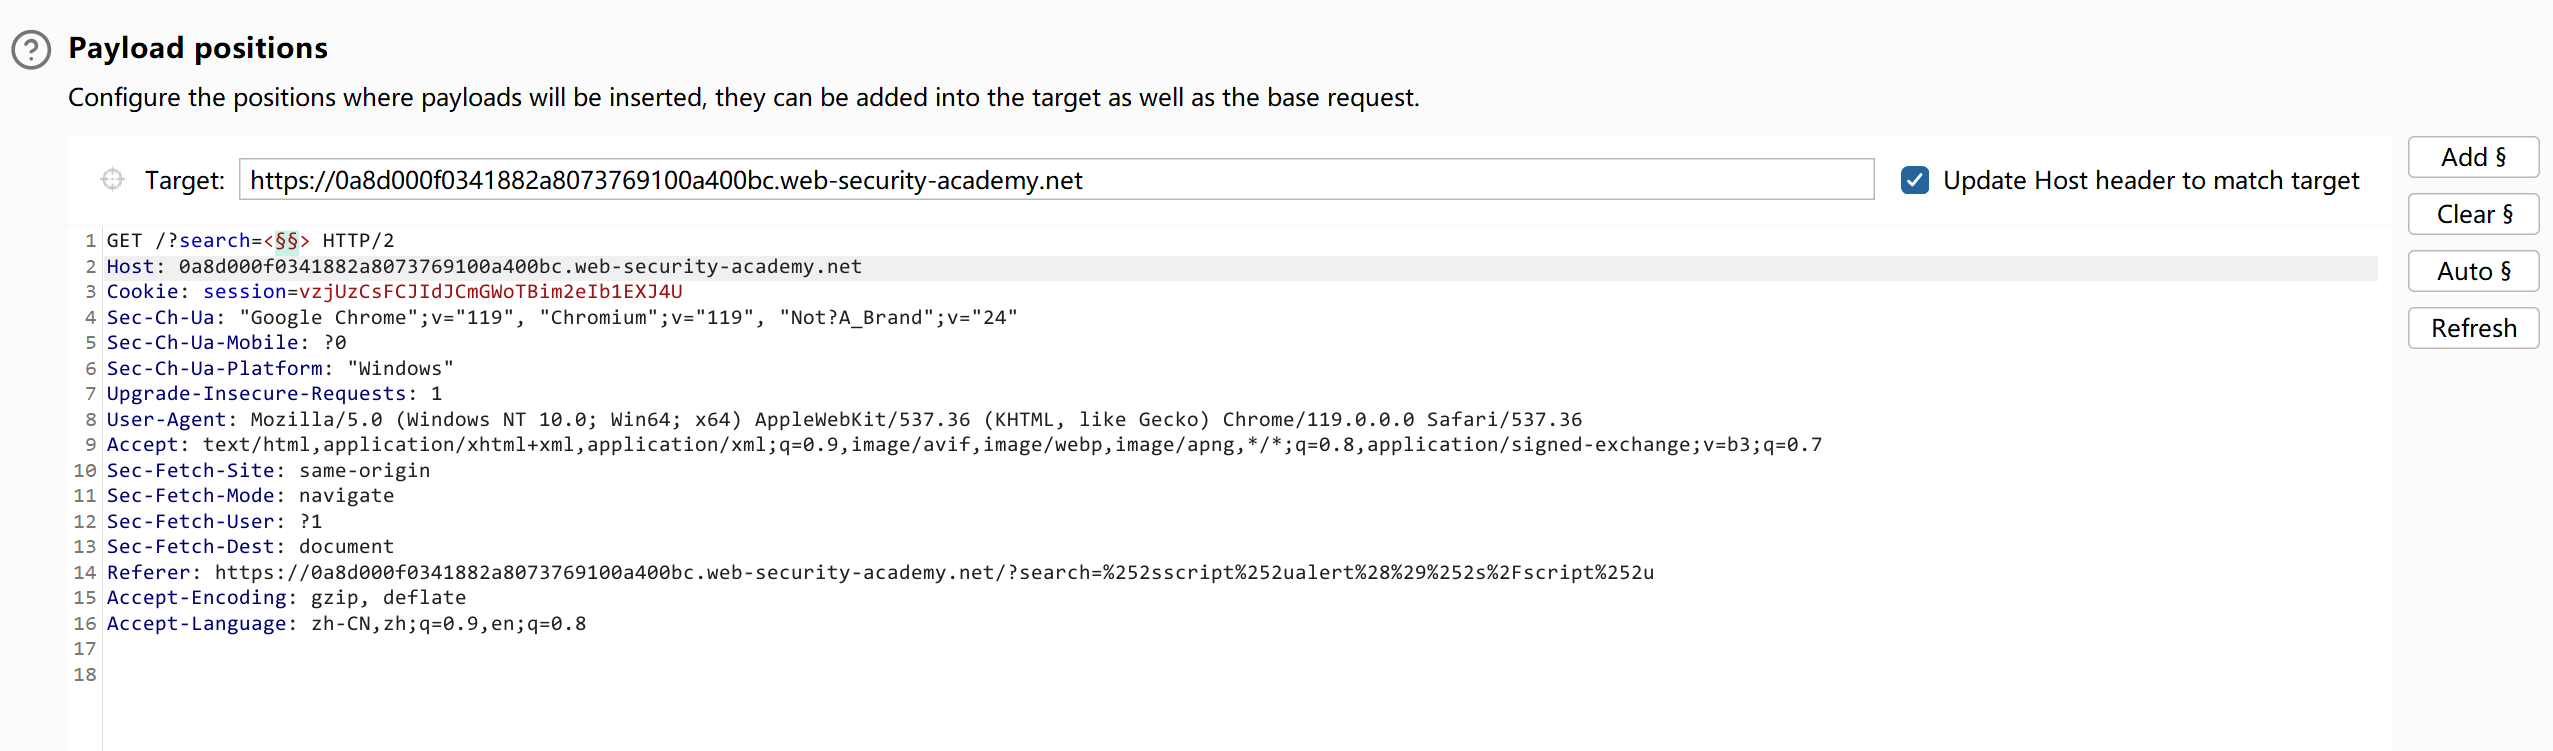 Payload positions
Configure the positions where payloads will be inserted, they can be added into the target as well as the base request.
Target: https://0a8d000f0341882a8073769100a400bc.web-security-academy.net Update Host header to match target
Add §
Clear §
Auto §
Refresh
1 GET /?search=<§§> HTTP/2
2 Host: 0a8d000f0341882a8073769100a400bc.web-security-academy.net
3 Cookie: session=vzjUzCsFCJIdJCmGWoTBim2eIb1EXJ4U
4 Sec-Ch-Ua: "Google Chrome";v="119", "Chromium";v="119", "Not?A_Brand";v="24"
5 Sec-Ch-Ua-Mobile: ?0
6 Sec-Ch-Ua-Platform: "Windows"
7 Upgrade-Insecure-Requests: 1
8 User-Agent: Mozilla/5.0 (Windows NT 10.0; Win64; x64) AppleWebKit/537.36 (KHTML, like Gecko) Chrome/119.0.0.0 Safari/537.36
9 Accept: text/html,application/xhtml+xml,application/xml;q=0.9,image/avif,image/webp,image/apng,*/*;q=0.8,application/signed-exchange;v=b3;q=0.7
10 Sec-Fetch-Site: same-origin
11 Sec-Fetch-Mode: navigate
12 Sec-Fetch-User: ?1
13 Sec-Fetch-Dest: document
14 Referer: https://0a8d000f0341882a8073769100a400bc.web-security-academy.net/?search=%252sscript%252ualert%28%29%252s%2Fscript%252u
15 Accept-Encoding: gzip, deflate
16 Accept-Language: zh-CN,zh;q=0.9,en;q=0.8
17
18